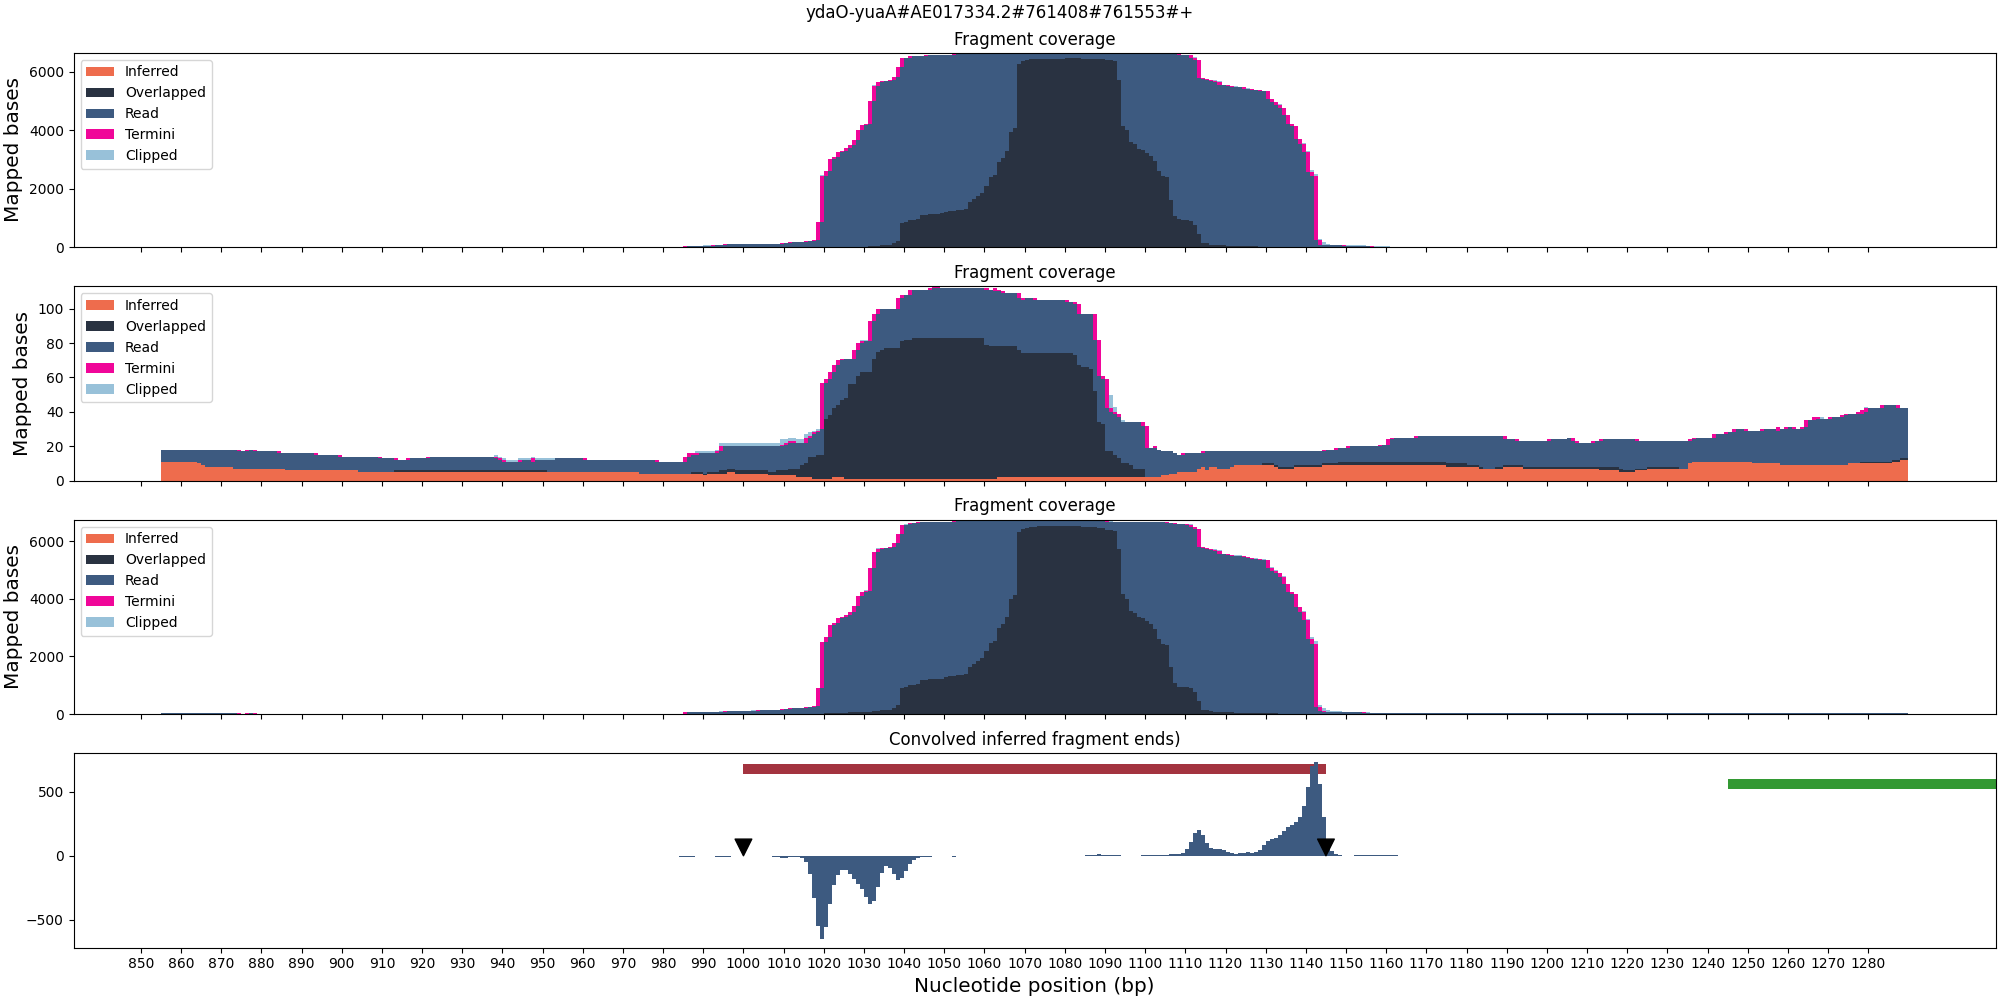 ydaO-yuaA#AE017334.2#761408#761553#+
Fragment coverage
Mapped bases
6000
4000
2000
0
Inferred
Overlapped
Read
Termini
Clipped
Fragment coverage
Mapped bases
100
80
60
40
20
0
Inferred
Overlapped
Read
Termini
Clipped
Fragment coverage
Mapped bases
6000
4000
2000
0
Inferred
Overlapped
Read
Termini
Clipped
Convolved inferred fragment ends)
500
0
−500
850 860 870 880 890 900 910 920 930 940 950 960 970 980 990 1000 1010 1020 1030 1040 1050 1060 1070 1080 1090 1100 1110 1120 1130 1140 1150 1160 1170 1180 1190 1200 1210 1220 1230 1240 1250 1260 1270 1280
Nucleotide position (bp)